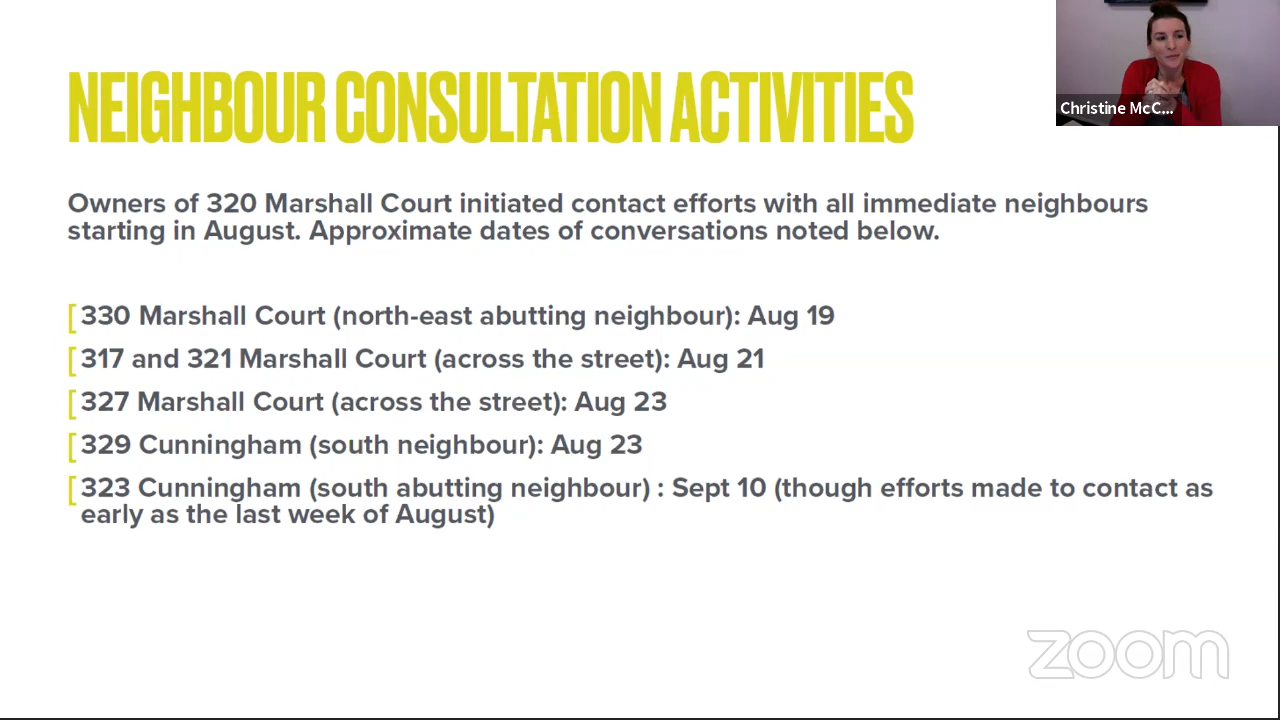 NEIGHBOUR CONSULTATION ACTIVITIES
Christine McC...
Owners of 320 Marshall Court initiated contact efforts with all immediate neighbours
starting in August. Approximate dates of conversations noted below.
[ 330 Marshall Court (north-east abutting neighbour): Aug 19
[ 317 and 321 Marshall Court (across the street): Aug 21
[ 327 Marshall Court (across the street): Aug 23
[ 329 Cunningham (south neighbour): Aug 23
[ 323 Cunningham (south abutting neighbour) : Sept 10 (though efforts made to contact as
early as the last week of August)
zoom